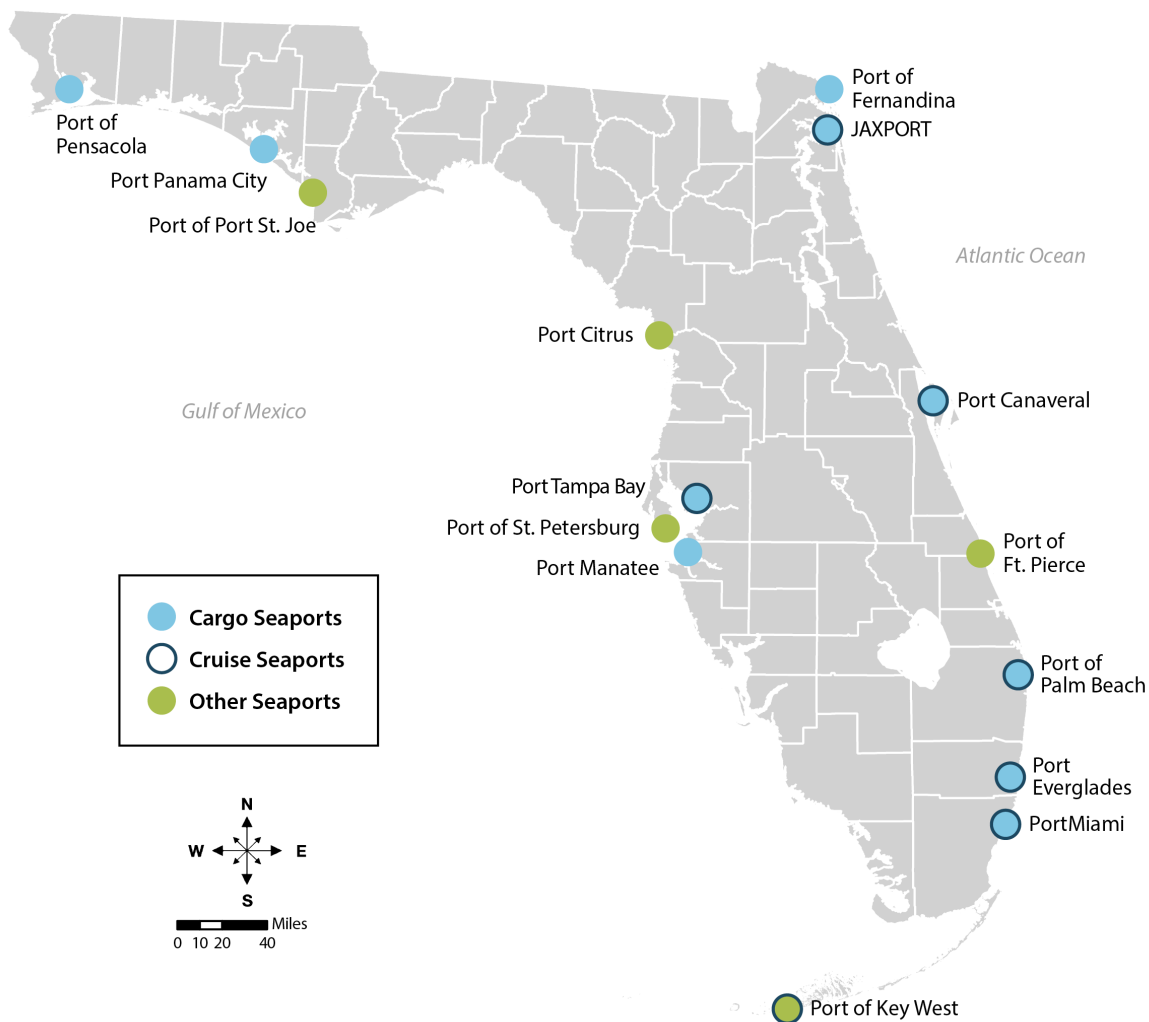 Port of
Fernandina
JAXPORT
Port of
Pensacola
Port Panama City
Port of Port St. Joe
Atlantic Ocean
Port Citrus
Gulf of Mexico
Port Canaveral
Port Tampa Bay
Port of St. Petersburg
Port Manatee
Port of
Ft. Pierce
Cargo Seaports
Cruise Seaports
Other Seaports
Port of
Palm Beach
Port
Everglades
PortMiami
N
W E
S
Miles
0 10 20 40
Port of Key West